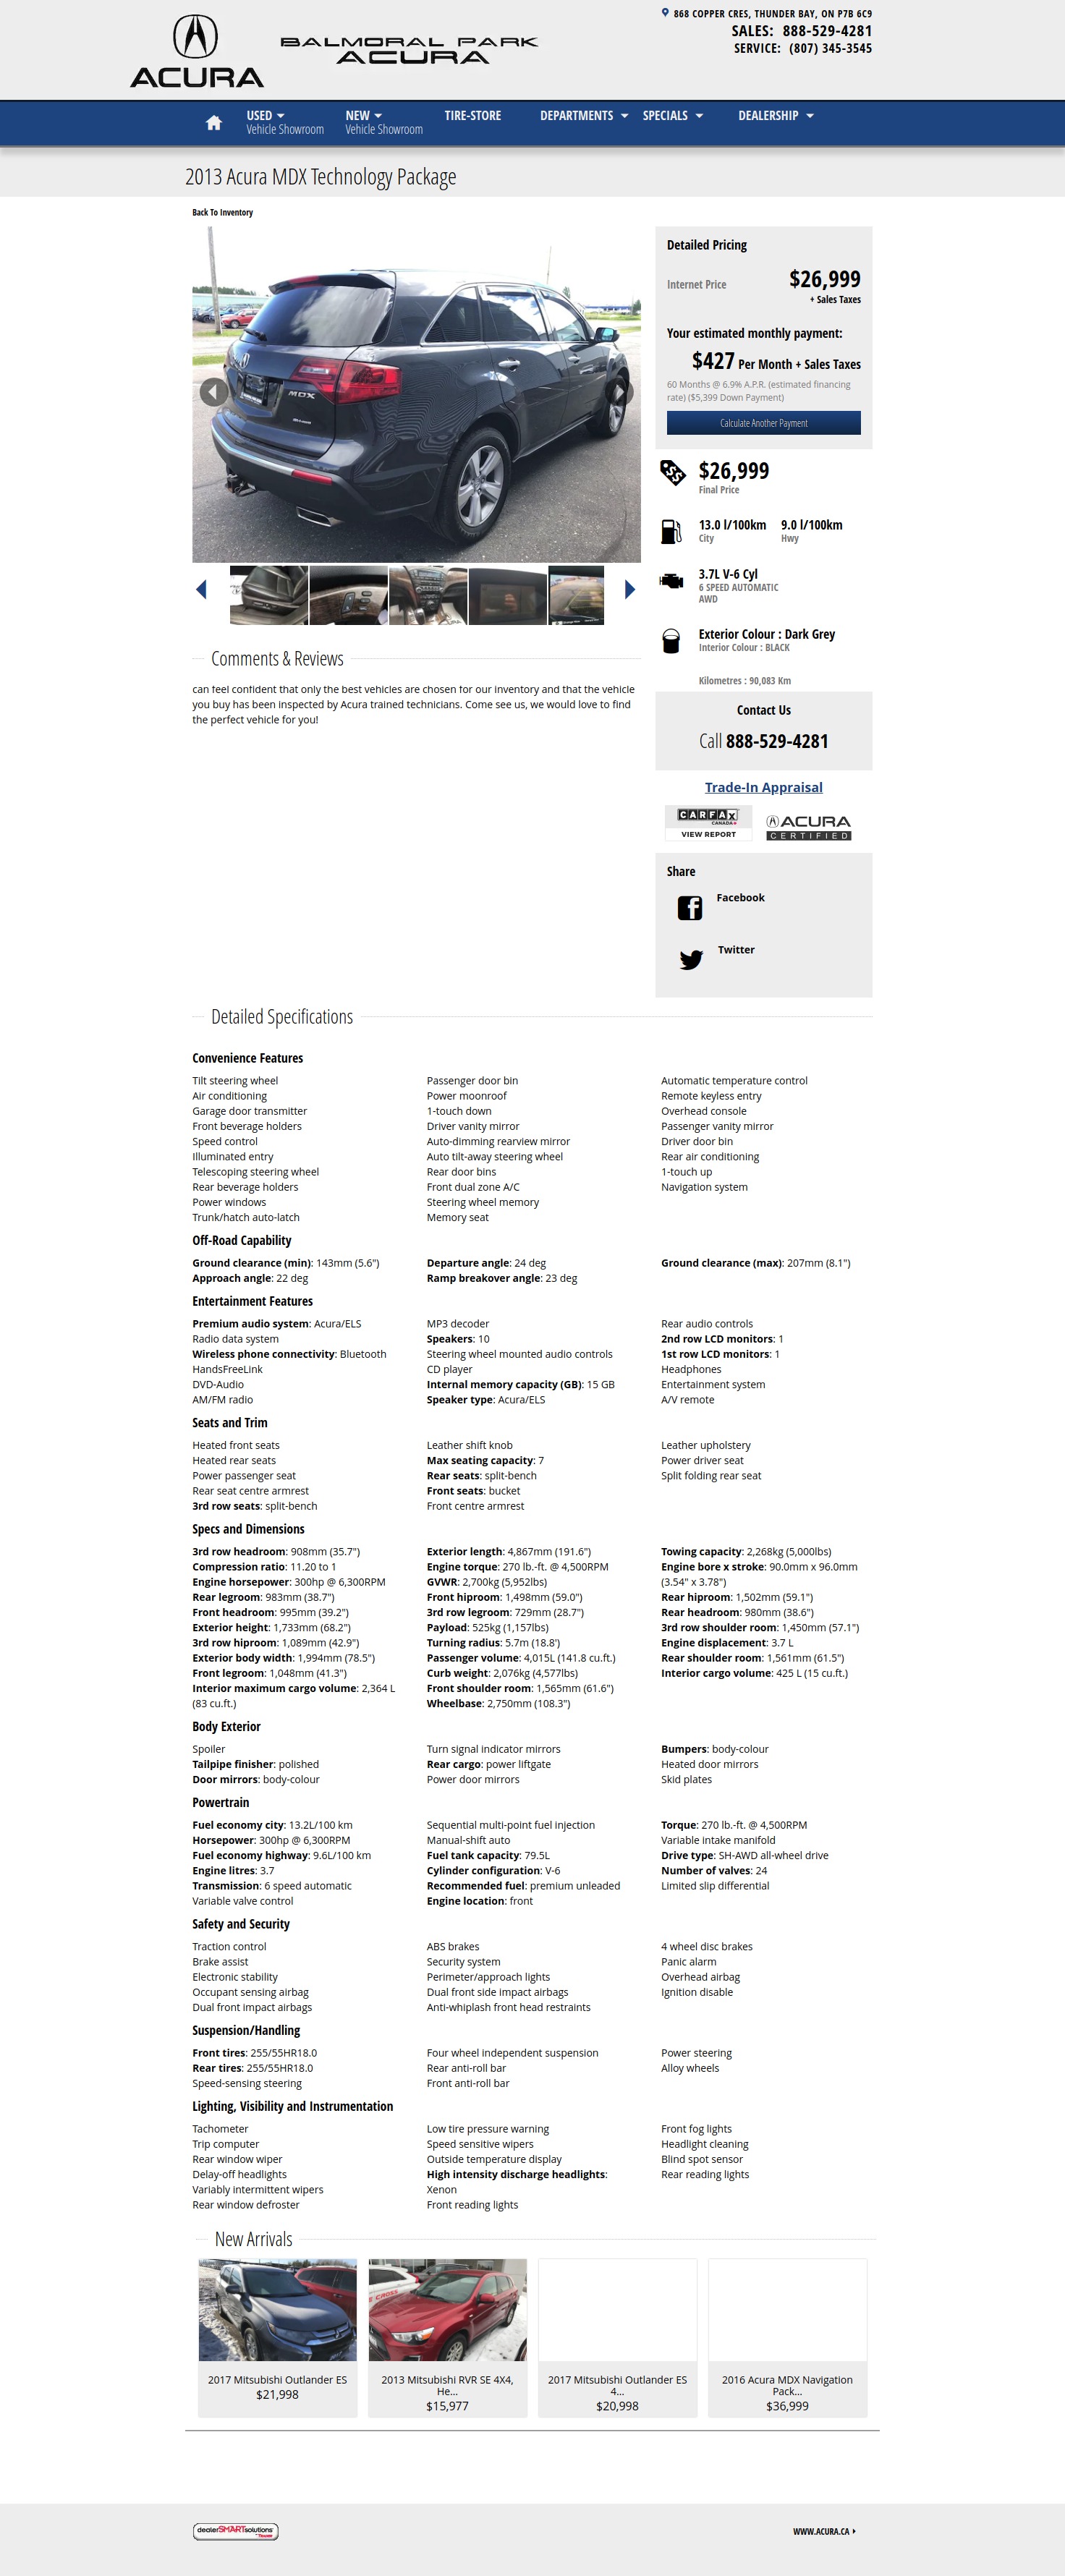 868 COPPER CRES, THUNDER BAY, ON P7B 6C9
SALES: 888-529-4281
SERVICE: (807) 345-3545
ACURA
BALMORAL PARK
ACURA
USED
Vehicle Showroom
NEW
Vehicle Showroom
TIRE-STORE
DEPARTMENTS
SPECIALS
DEALERSHIP
2013 Acura MDX Technology Package
Back To Inventory
MDX
Detailed Pricing
Internet Price
$26,999
+ Sales Taxes
Your estimated monthly payment:
$427 Per Month + Sales Taxes
60 Months @ 6.9% A.P.R. (estimated financing
rate) ($5,399 Down Payment)
Calculate Another Payment
$26,999
Final Price
13.0 l/100km 9.0 l/100km
City Hwy
3.7L V-6 Cyl
6 SPEED AUTOMATIC
AWD
Exterior Colour : Dark Grey
Interior Colour : BLACK
Kilometres : 90,083 Km
Comments & Reviews
can feel confident that only the best vehicles are chosen for our inventory and that the vehicle
you buy has been inspected by Acura trained technicians. Come see us, we would love to find
the perfect vehicle for you!
Contact Us
Call 888-529-4281
Trade-In Appraisal
CARFAX
CANADA
VIEW REPORT
ACURA
CERTIFIED
Share
Facebook
Twitter
Detailed Specifications
Convenience Features
Tilt steering wheel
Air conditioning
Garage door transmitter
Front beverage holders
Speed control
Illuminated entry
Telescoping steering wheel
Rear beverage holders
Power windows
Trunk/hatch auto-latch
Passenger door bin
Power moonroof
1-touch down
Driver vanity mirror
Auto-dimming rearview mirror
Auto tilt-away steering wheel
Rear door bins
Front dual zone A/C
Steering wheel memory
Memory seat
Automatic temperature control
Remote keyless entry
Overhead console
Passenger vanity mirror
Driver door bin
Rear air conditioning
1-touch up
Navigation system
Off-Road Capability
Ground clearance (min): 143mm (5.6")
Approach angle: 22 deg
Departure angle: 24 deg
Ramp breakover angle: 23 deg
Ground clearance (max): 207mm (8.1")
Entertainment Features
Premium audio system: Acura/ELS
Radio data system
Wireless phone connectivity: Bluetooth
HandsFreeLink
DVD-Audio
AM/FM radio
MP3 decoder
Speakers: 10
Steering wheel mounted audio controls
CD player
Internal memory capacity (GB): 15 GB
Speaker type: Acura/ELS
Rear audio controls
2nd row LCD monitors: 1
1st row LCD monitors: 1
Headphones
Entertainment system
A/V remote
Seats and Trim
Heated front seats
Heated rear seats
Power passenger seat
Rear seat centre armrest
3rd row seats: split-bench
Leather shift knob
Max seating capacity: 7
Rear seats: split-bench
Front seats: bucket
Front centre armrest
Leather upholstery
Power driver seat
Split folding rear seat
Specs and Dimensions
3rd row headroom: 908mm (35.7")
Compression ratio: 11.20 to 1
Engine horsepower: 300hp @ 6,300RPM
Rear legroom: 983mm (38.7")
Front headroom: 995mm (39.2")
Exterior height: 1,733mm (68.2")
3rd row hiproom: 1,089mm (42.9")
Exterior body width: 1,994mm (78.5")
Front legroom: 1,048mm (41.3")
Interior maximum cargo volume: 2,364 L
(83 cu.ft.)
Exterior length: 4,867mm (191.6")
Engine torque: 270 lb.-ft. @ 4,500RPM
GVWR: 2,700kg (5,952lbs)
Front hiproom: 1,498mm (59.0")
3rd row legroom: 729mm (28.7")
Payload: 525kg (1,157lbs)
Turning radius: 5.7m (18.8')
Passenger volume: 4,015L (141.8 cu.ft.)
Curb weight: 2,076kg (4,577lbs)
Front shoulder room: 1,565mm (61.6")
Wheelbase: 2,750mm (108.3")
Towing capacity: 2,268kg (5,000lbs)
Engine bore x stroke: 90.0mm x 96.0mm
(3.54" x 3.78")
Rear hiproom: 1,502mm (59.1")
Rear headroom: 980mm (38.6")
3rd row shoulder room: 1,450mm (57.1")
Engine displacement: 3.7 L
Rear shoulder room: 1,561mm (61.5")
Interior cargo volume: 425 L (15 cu.ft.)
Body Exterior
Spoiler
Tailpipe finisher: polished
Door mirrors: body-colour
Turn signal indicator mirrors
Rear cargo: power liftgate
Power door mirrors
Bumpers: body-colour
Heated door mirrors
Skid plates
Powertrain
Fuel economy city: 13.2L/100 km
Horsepower: 300hp @ 6,300RPM
Fuel economy highway: 9.6L/100 km
Engine litres: 3.7
Transmission: 6 speed automatic
Variable valve control
Sequential multi-point fuel injection
Manual-shift auto
Fuel tank capacity: 79.5L
Cylinder configuration: V-6
Recommended fuel: premium unleaded
Engine location: front
Torque: 270 lb.-ft. @ 4,500RPM
Variable intake manifold
Drive type: SH-AWD all-wheel drive
Number of valves: 24
Limited slip differential
Safety and Security
Traction control
Brake assist
Electronic stability
Occupant sensing airbag
Dual front impact airbags
ABS brakes
Security system
Perimeter/approach lights
Dual front side impact airbags
Anti-whiplash front head restraints
4 wheel disc brakes
Panic alarm
Overhead airbag
Ignition disable
Suspension/Handling
Front tires: 255/55HR18.0
Rear tires: 255/55HR18.0
Speed-sensing steering
Four wheel independent suspension
Rear anti-roll bar
Front anti-roll bar
Power steering
Alloy wheels
Lighting, Visibility and Instrumentation
Tachometer
Trip computer
Rear window wiper
Delay-off headlights
Variably intermittent wipers
Rear window defroster
Low tire pressure warning
Speed sensitive wipers
Outside temperature display
High intensity discharge headlights:
Xenon
Front reading lights
Front fog lights
Headlight cleaning
Blind spot sensor
Rear reading lights
New Arrivals
2017 Mitsubishi Outlander ES
$21,998
2013 Mitsubishi RVR SE 4X4,
He...
$15,977
2017 Mitsubishi Outlander ES
4...
$20,998
2016 Acura MDX Navigation
Pack...
$36,999
dealerSMARTsolutions
WWW.ACURA.CA